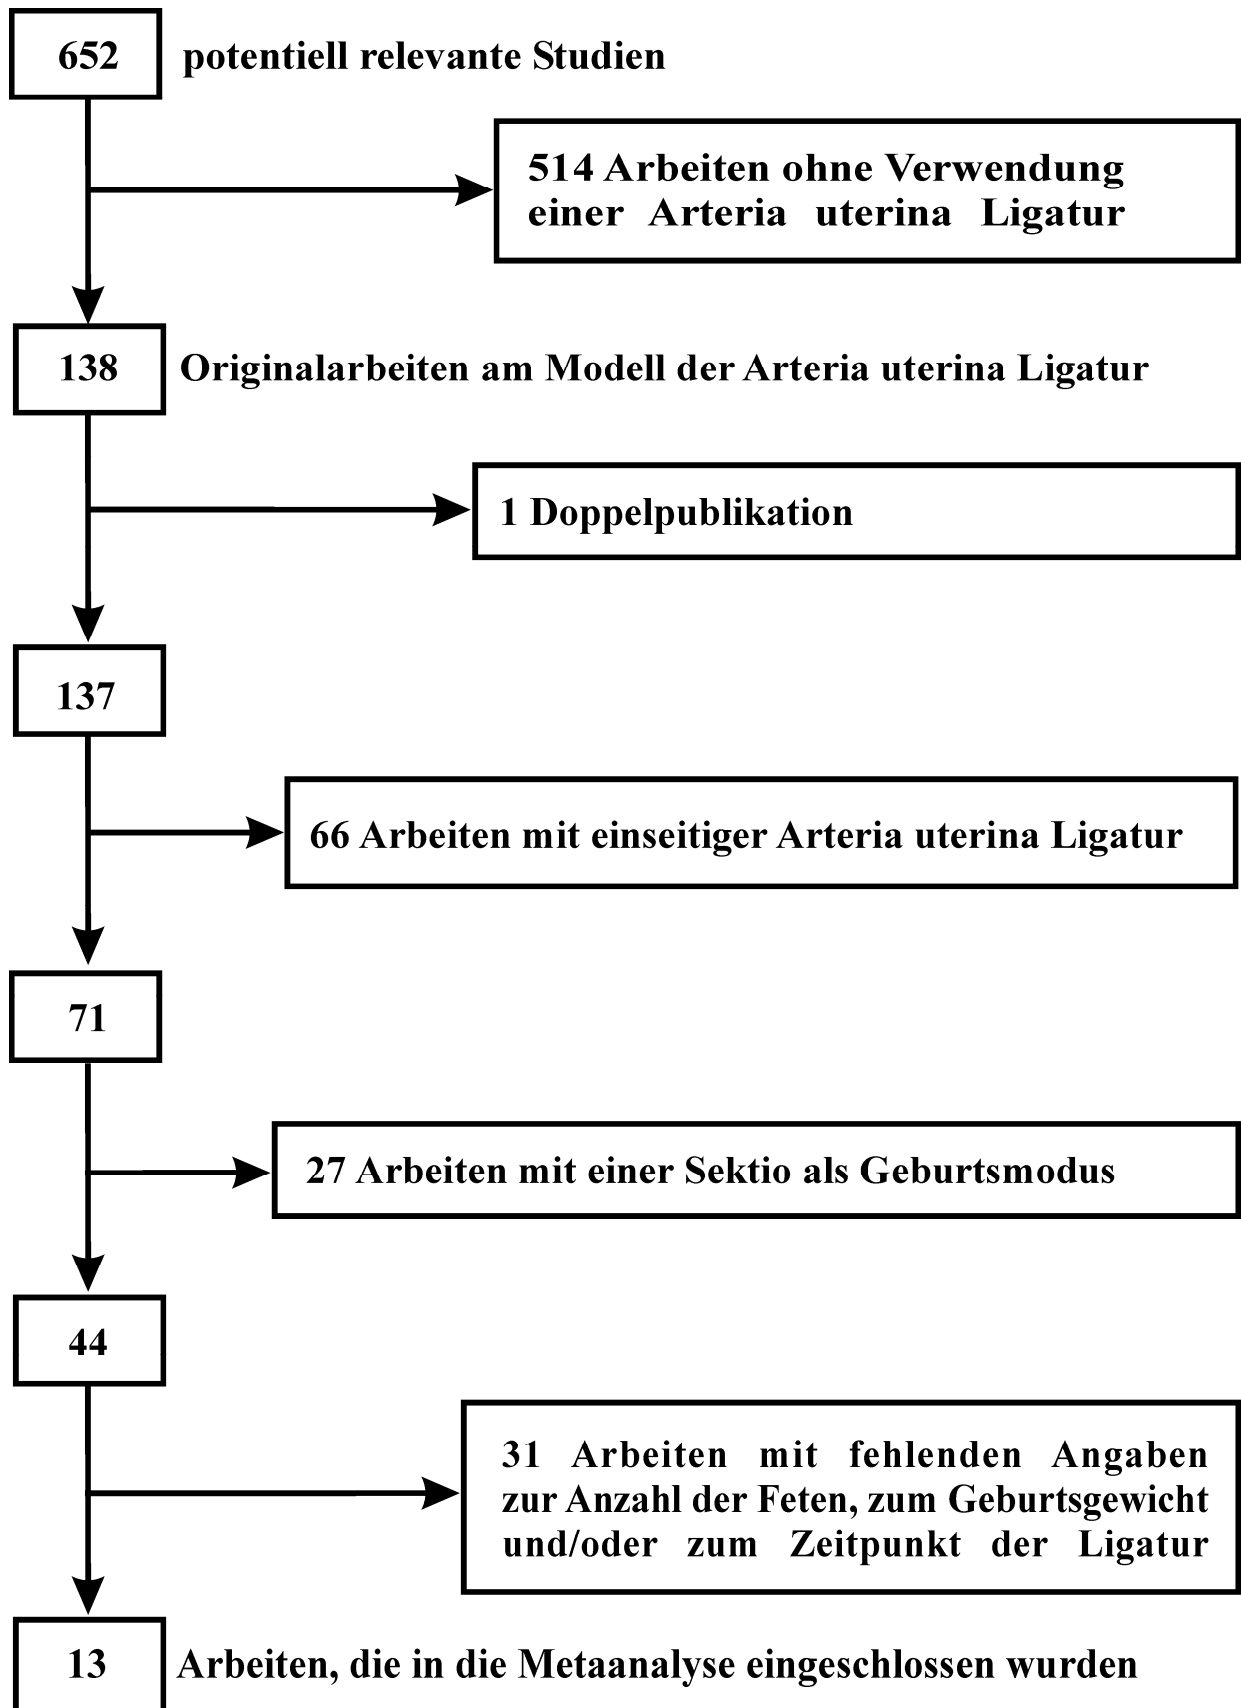 652 potentiell relevante Studien
514 Arbeiten ohne Verwendung
einer Arteria uterina Ligatur
138 Originalarbeiten am Modell der Arteria uterina Ligatur
1 Doppelpublikation
137
66 Arbeiten mit einseitiger Arteria uterina Ligatur
71
27 Arbeiten mit einer Sektio als Geburtsmodus
44
31 Arbeiten mit fehlenden Angaben
zur Anzahl der Feten, zum Geburtsgewicht
und/oder zum Zeitpunkt der Ligatur
13 Arbeiten, die in die Metaanalyse eingeschlossen wurden